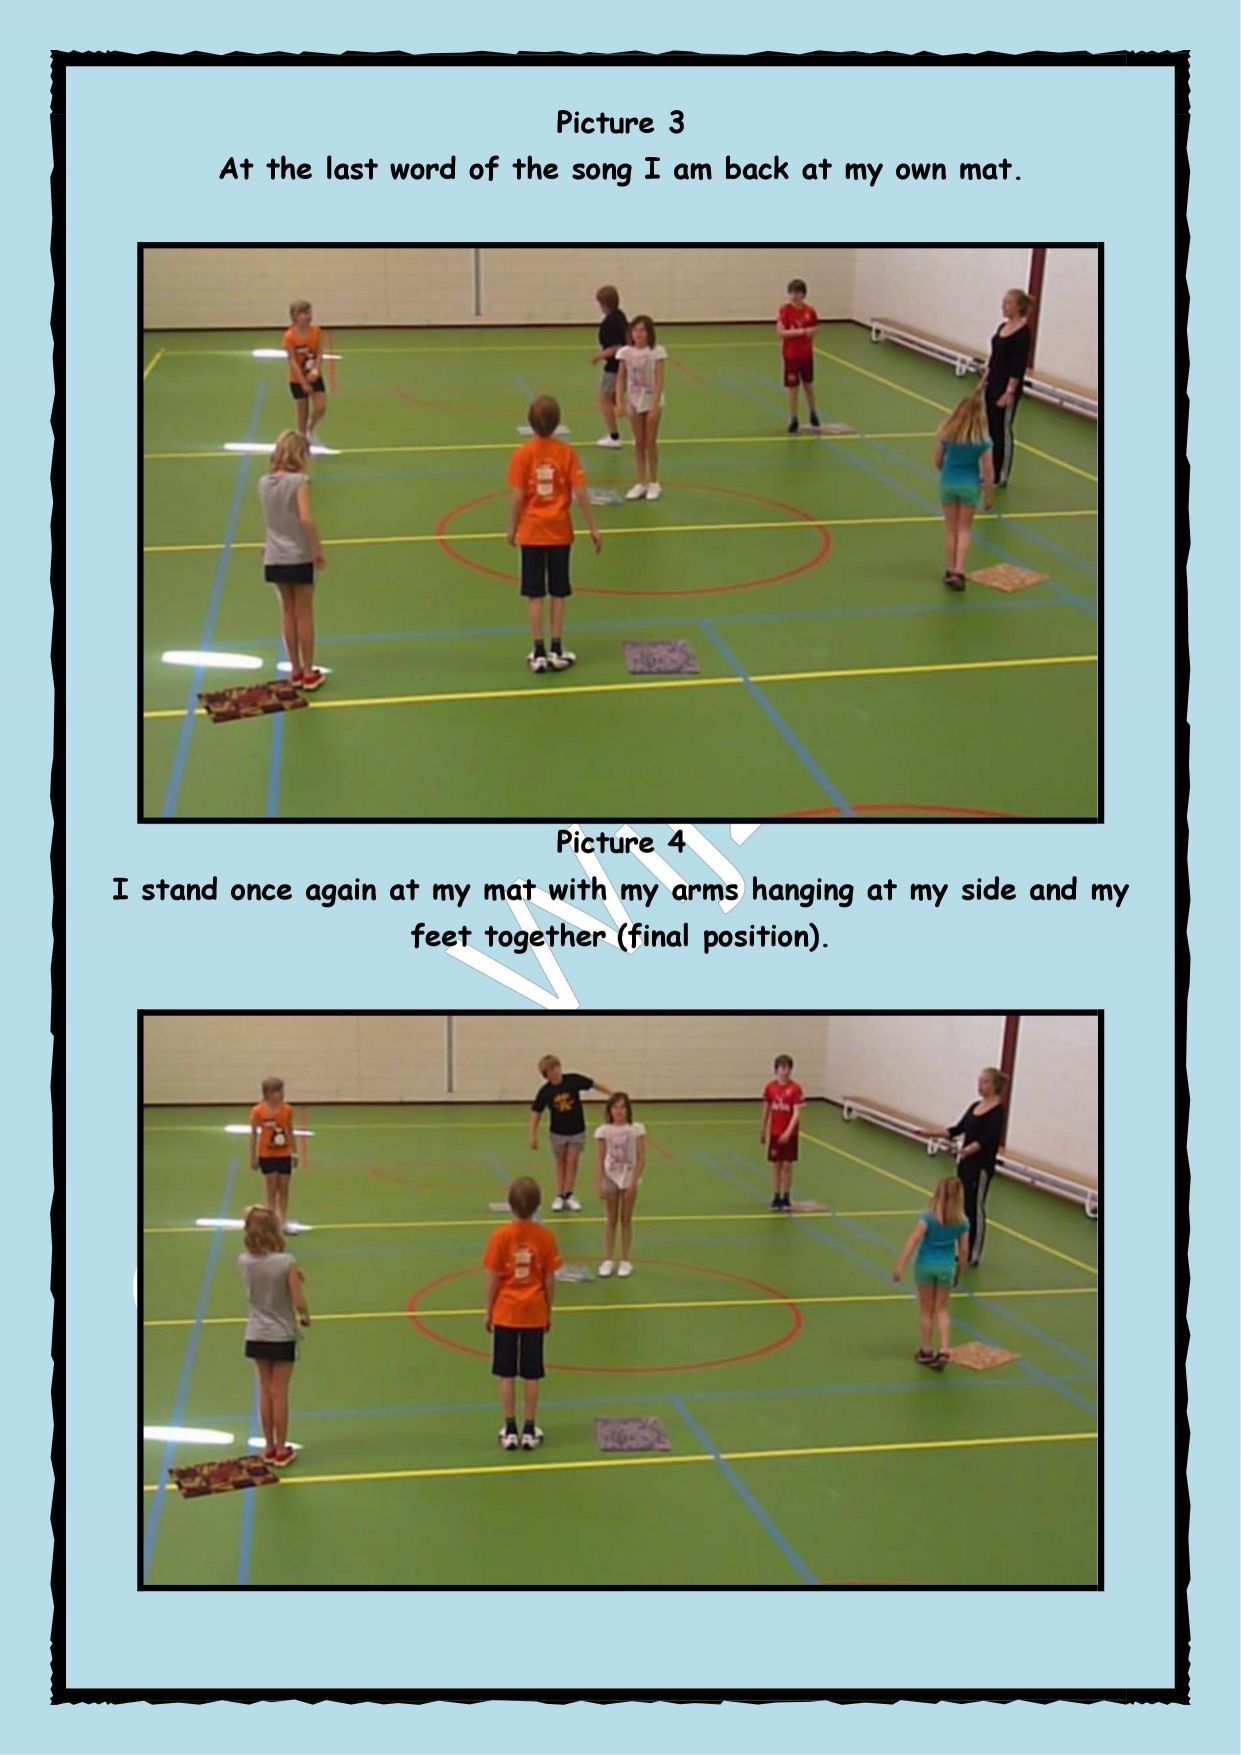 Picture 3
At the last word of the song I am back at my own mat.
Picture 4
I stand once again at my mat with my arms hanging at my side and my
feet together (final position).